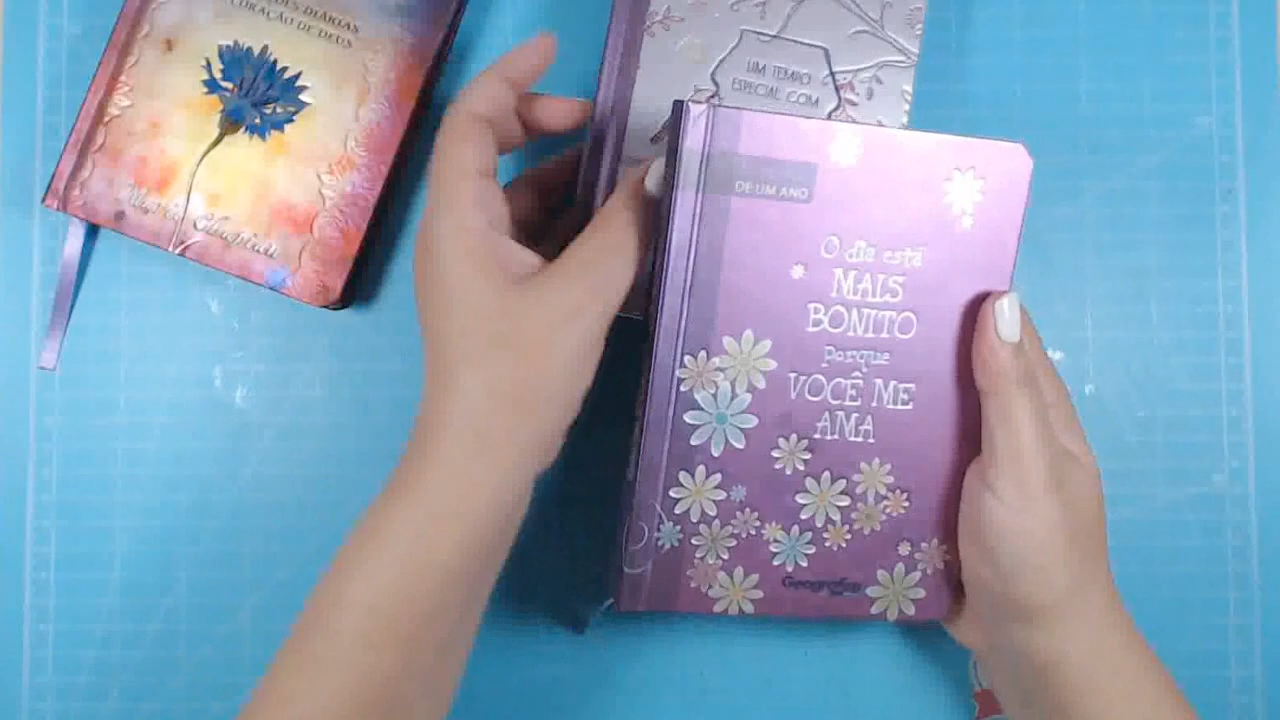 DIÁRIAS
CORAÇÃO DE DEUS
UM TEMPO
ESPECIAL COM
DE UM ANO
O dia está
MAIS
BONITO
porque
VOCÊ ME
AMA
Geográfica